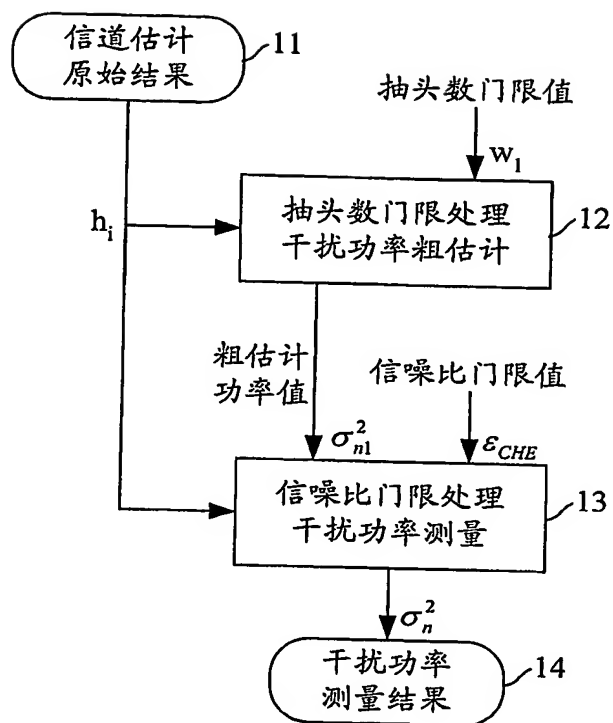 信道估计
原始结果
11
抽头数门限值
w₁
hᵢ
抽头数门限处理
干扰功率粗估计
12
粗估计
功率值
信噪比门限值
σ²ₙ₁
ε_CHE
信噪比门限处理
干扰功率测量
13
σ²ₙ
干扰功率
测量结果
14